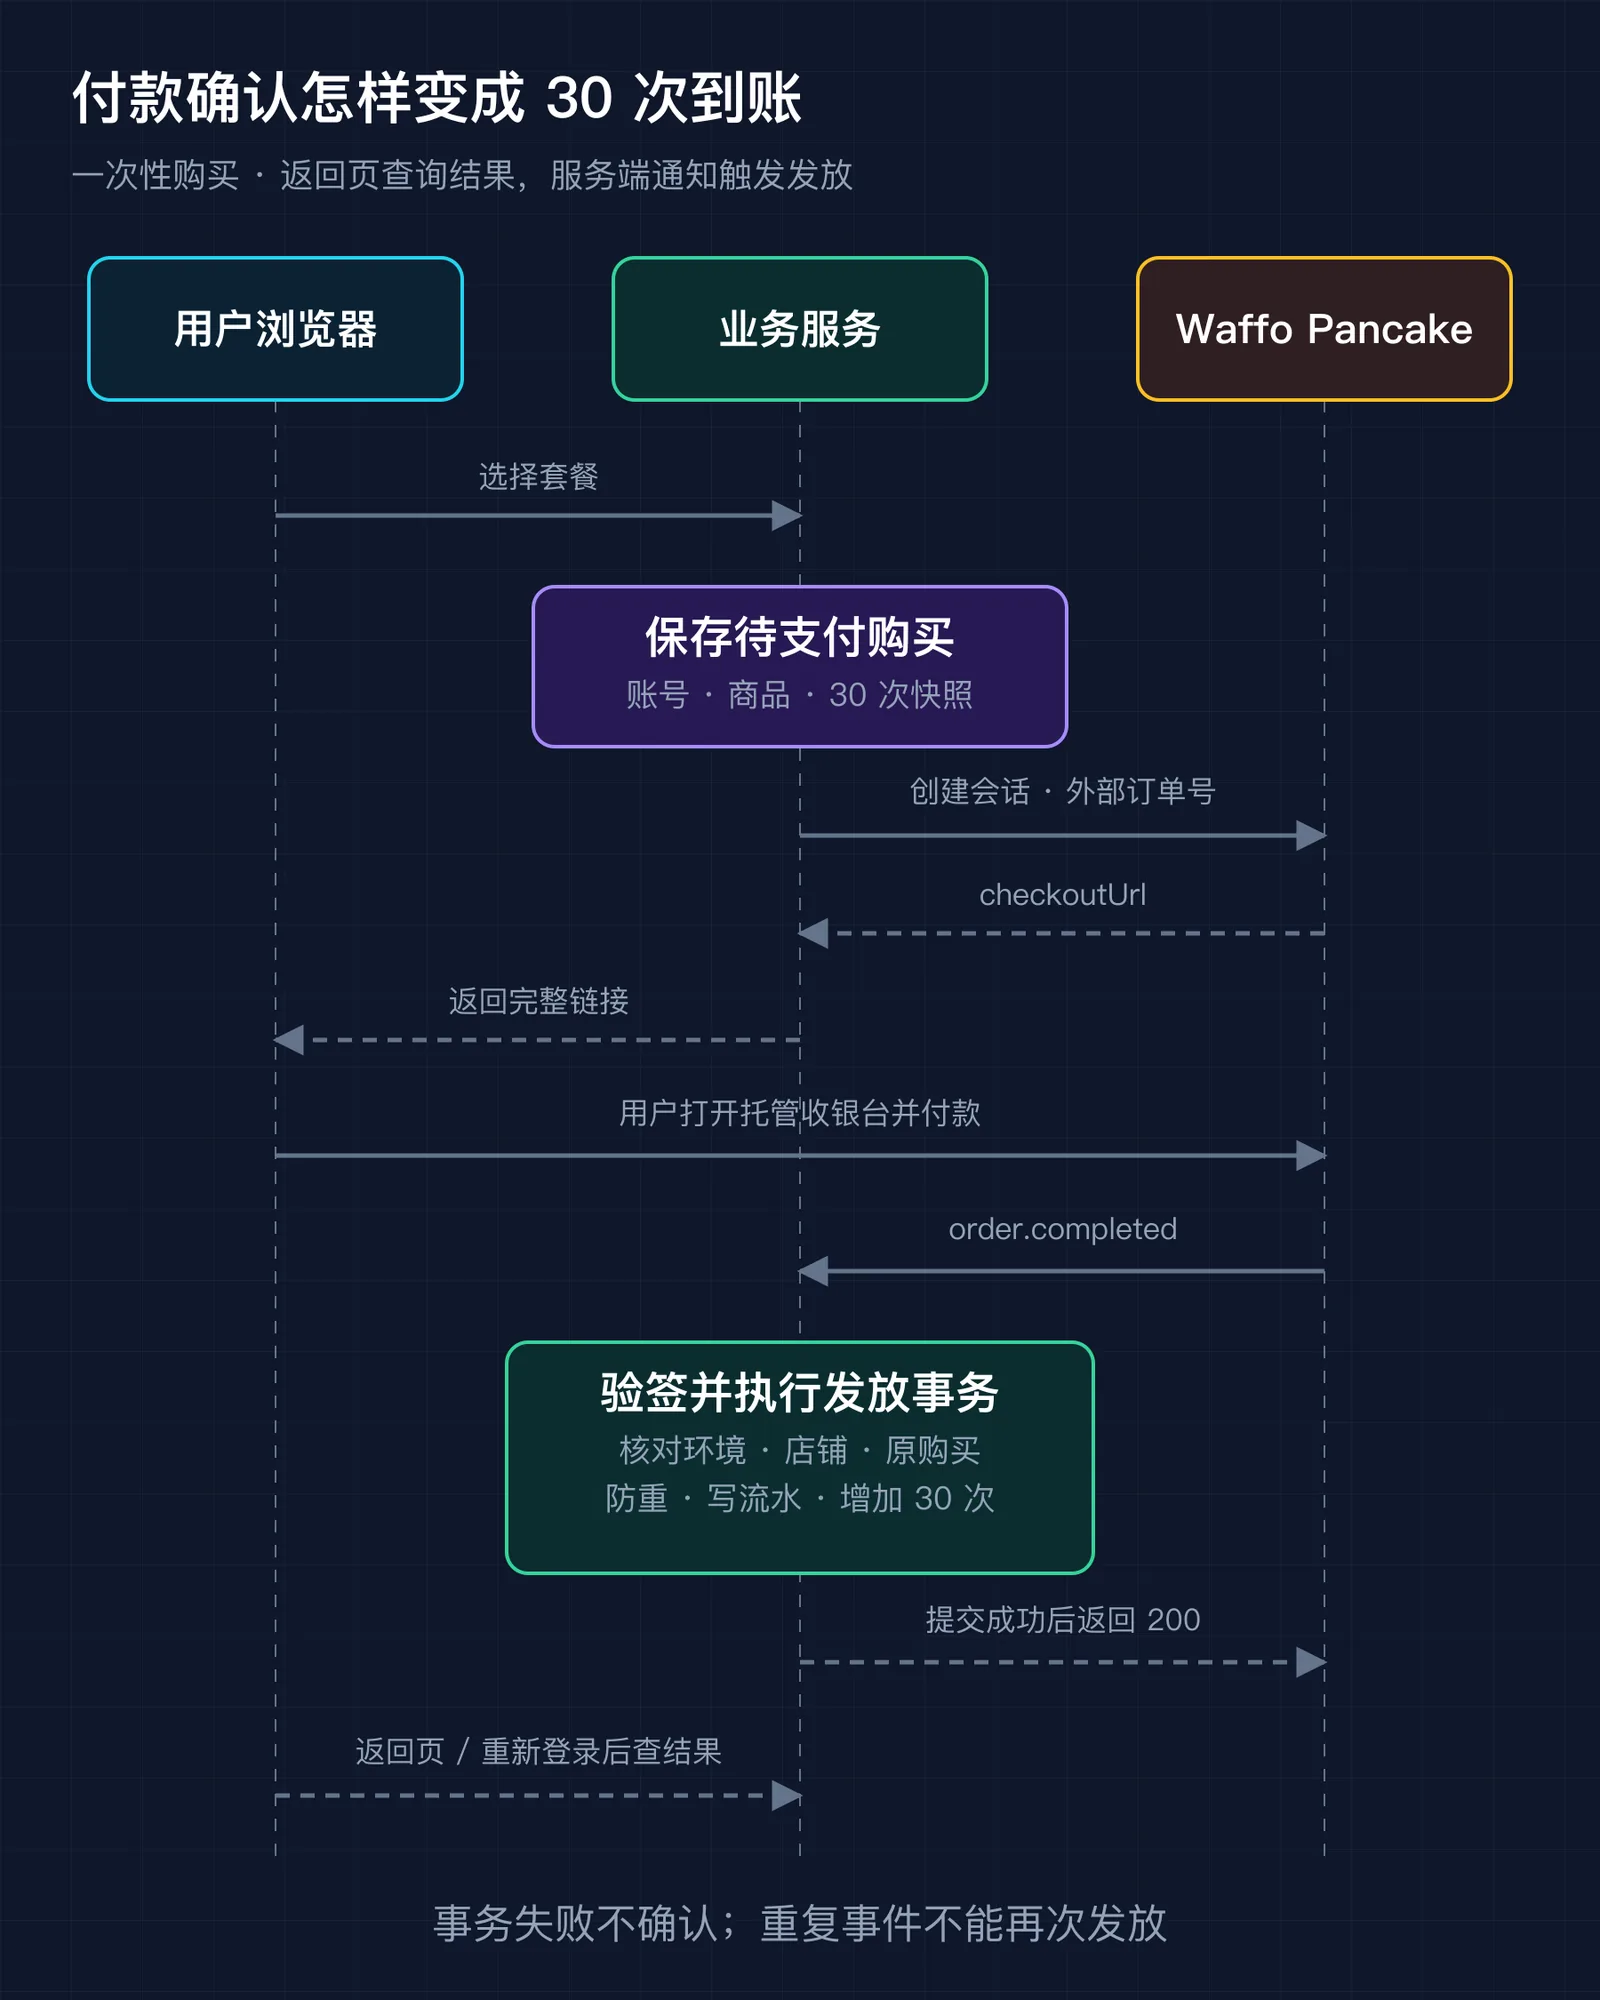 付款确认怎样变成 30 次到账
一次性购买 · 返回页查询结果，服务端通知触发发放
用户浏览器
业务服务
Waffo Pancake
选择套餐
保存待支付购买
账号 · 商品 · 30 次快照
创建会话 · 外部订单号
checkoutUrl
返回完整链接
用户打开托管收银台并付款
order.completed
验签并执行发放事务
核对环境 · 店铺 · 原购买
防重 · 写流水 · 增加 30 次
提交成功后返回 200
返回页 / 重新登录后查结果
事务失败不确认；重复事件不能再次发放